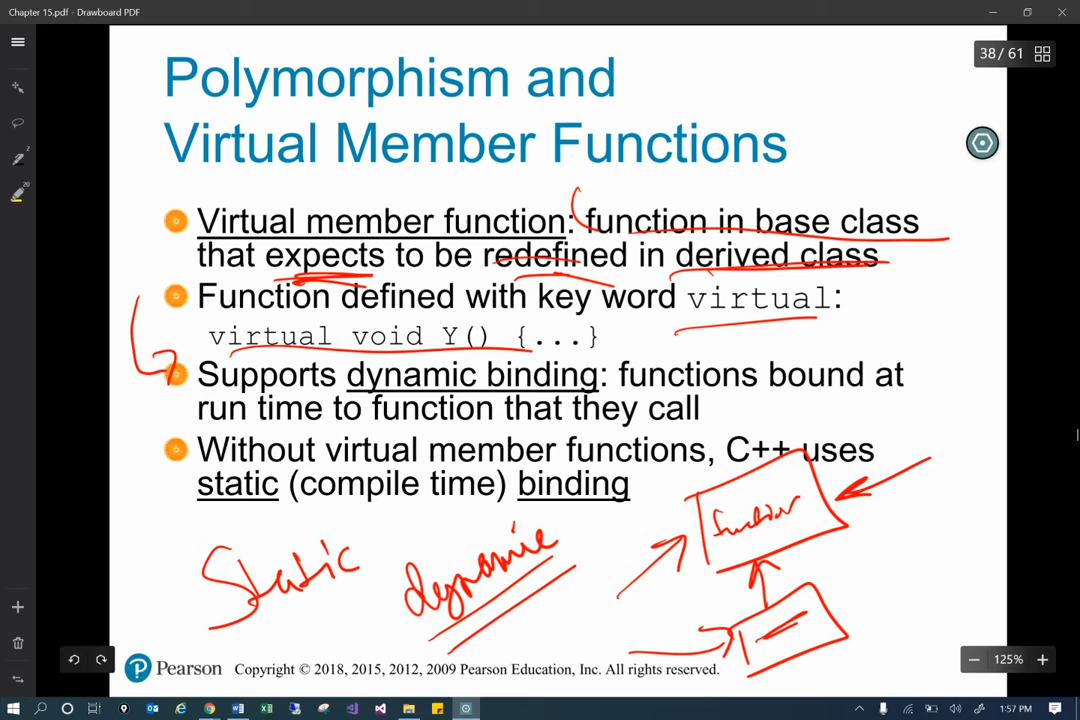 Chapter 15.pdf - Drawboard PDF
38 / 61
Polymorphism and
Virtual Member Functions
Virtual member function: function in base class
that expects to be redefined in derived class
Function defined with key word virtual:
virtual void Y() {...}
Supports dynamic binding: functions bound at
run time to function that they call
Without virtual member functions, C++ uses
static (compile time) binding
function
Static
dynamic
Pearson
Copyright © 2018, 2015, 2012, 2009 Pearson Education, Inc. All rights reserved.
125%
2
20
1:57 PM